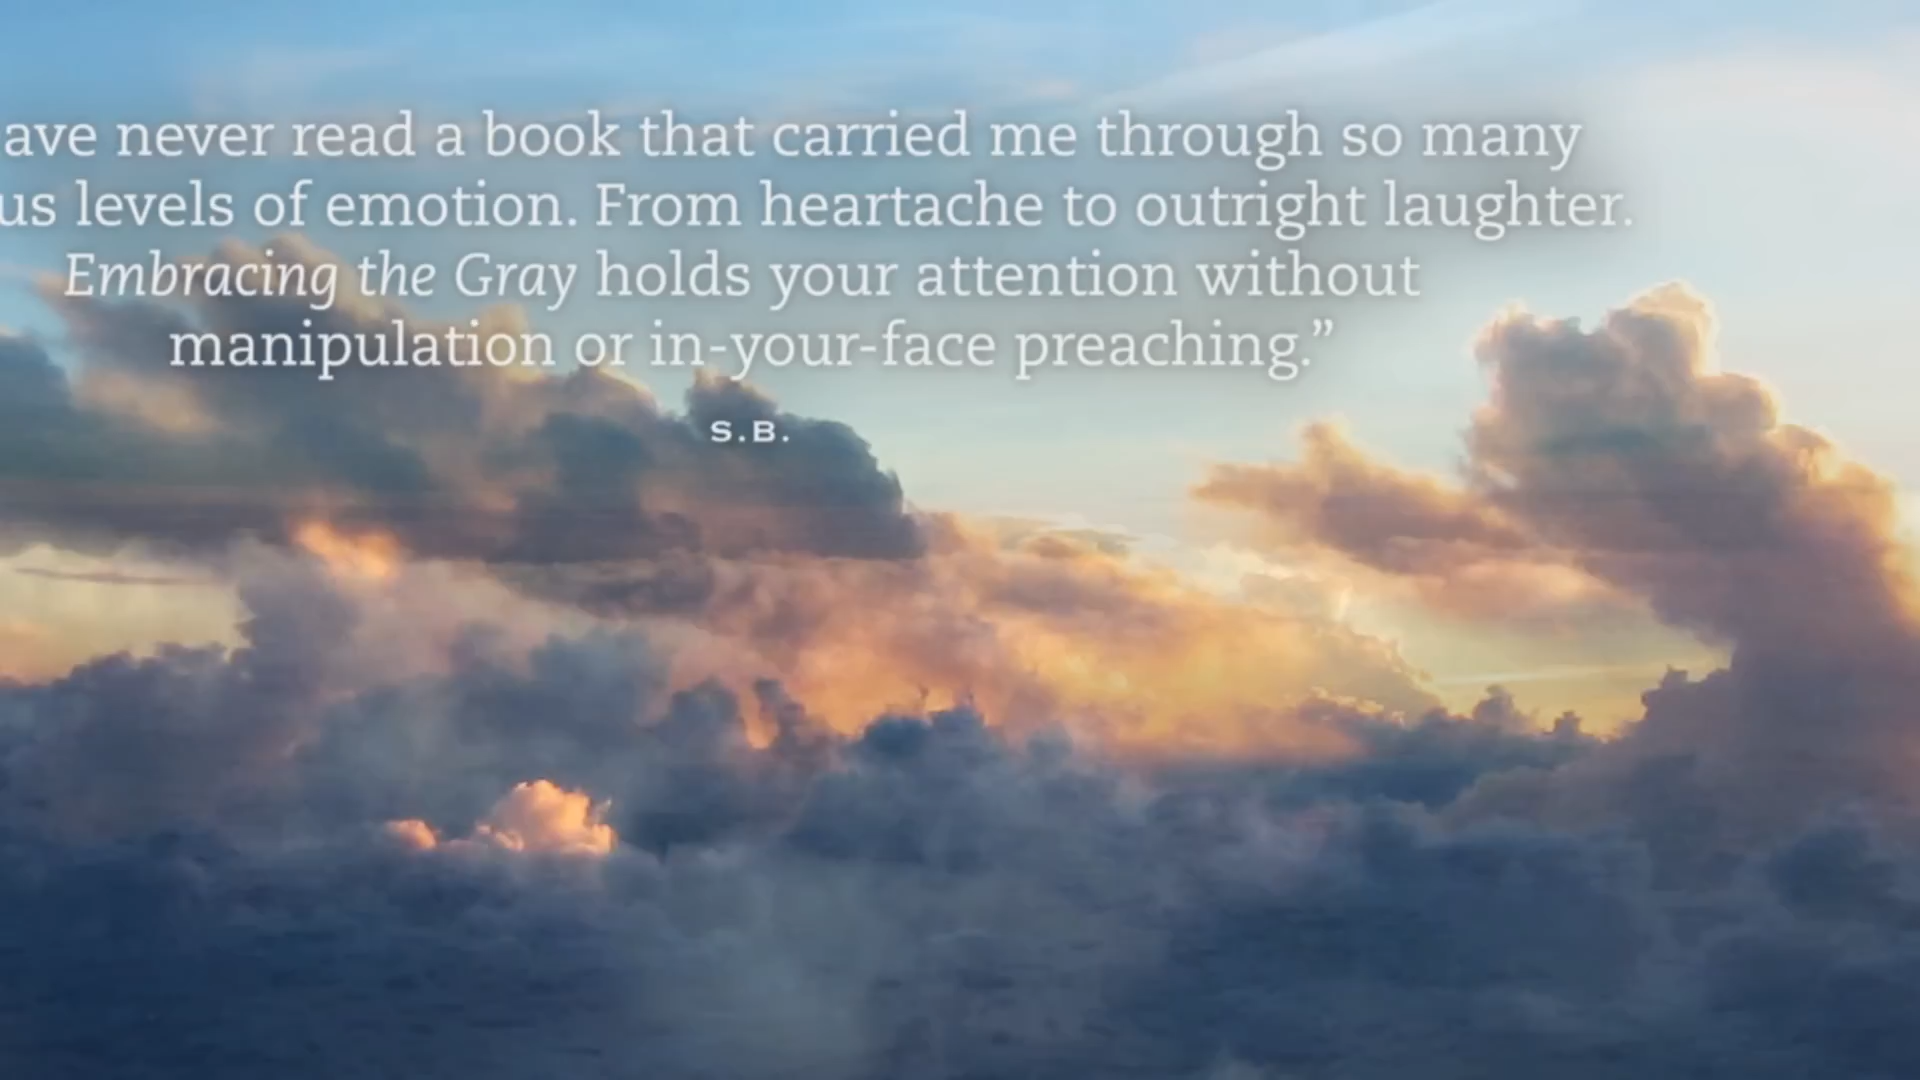 ave never read a book that carried me through so many
us levels of emotion. From heartache to outright laughter.
Embracing the Gray holds your attention without
manipulation or in-your-face preaching.”
S.B.